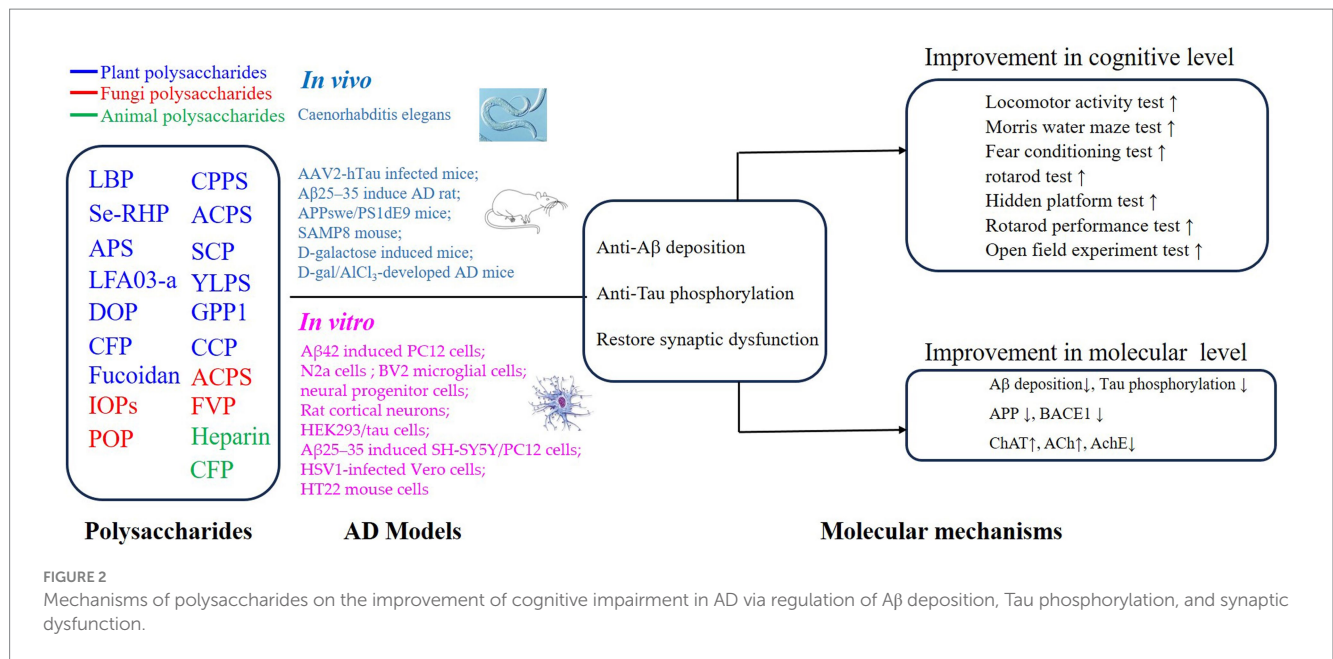 Plant polysaccharides
Fungi polysaccharides
Animal polysaccharides
LBP
Se-RHP
APS
LFA03-a
DOP
CFP
Fucoidan
IOPs
POP
CPPS
ACPS
SCP
YLPS
GPP1
CCP
ACPS
FVP
Heparin
CFP
Polysaccharides
In vivo
Caenorhabditis elegans
AAV2-hTau infected mice;
Aβ25–35 induce AD rat;
APPswe/PS1dE9 mice;
SAMP8 mouse;
D-galactose induced mice;
D-gal/AlCl₃-developed AD mice
In vitro
Aβ42 induced PC12 cells;
N2a cells ; BV2 microglial cells;
neural progenitor cells;
Rat cortical neurons;
HEK293/tau cells;
Aβ25–35 induced SH-SY5Y/PC12 cells;
HSV1-infected Vero cells;
HT22 mouse cells
AD Models
Anti-Aβ deposition
Anti-Tau phosphorylation
Restore synaptic dysfunction
Improvement in cognitive level
Locomotor activity test ↑
Morris water maze test ↑
Fear conditioning test ↑
rotarod test ↑
Hidden platform test ↑
Rotarod performance test ↑
Open field experiment test ↑
Improvement in molecular level
Aβ deposition↓, Tau phosphorylation ↓
APP ↓, BACE1 ↓
ChAT↑, ACh↑, AchE↓
Molecular mechanisms
FIGURE 2
Mechanisms of polysaccharides on the improvement of cognitive impairment in AD via regulation of Aβ deposition, Tau phosphorylation, and synaptic
dysfunction.